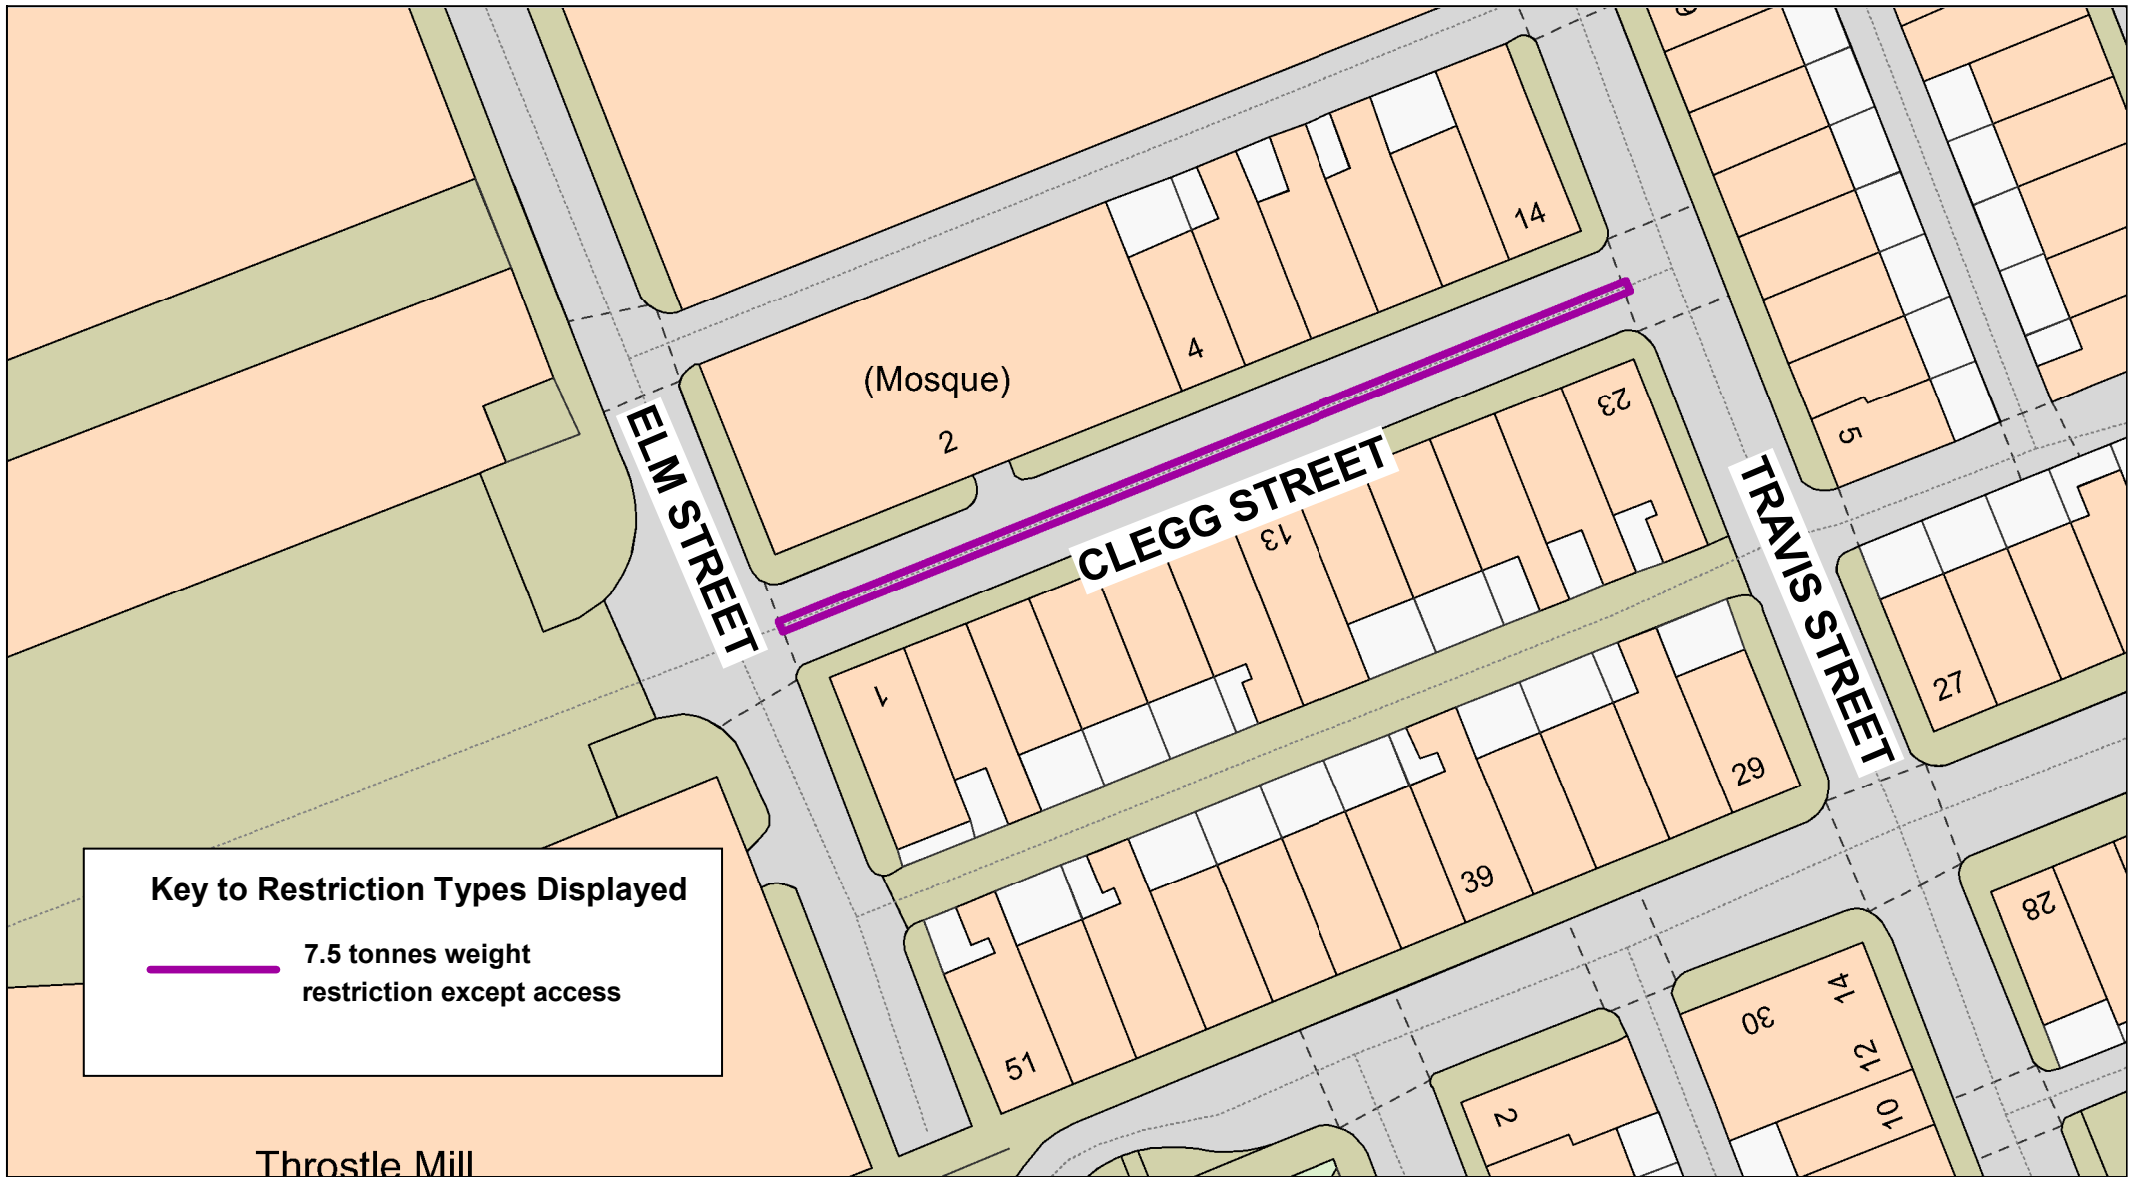 14
4
(Mosque)
2
23
5
ELM STREET
CLEGG STREET
13
TRAVIS STREET
1
27
29
39
28
Key to Restriction Types Displayed
7.5 tonnes weight
restriction except access
51
30
14
12
10
2
Throstle Mill